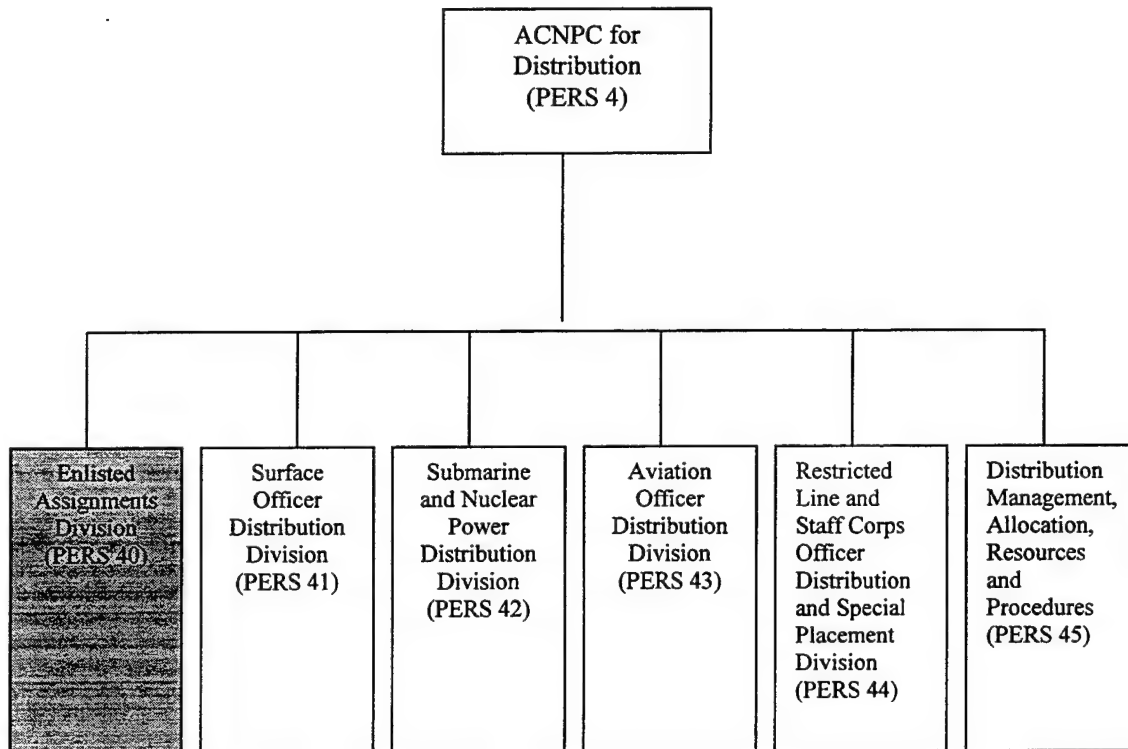 ACNPC for
Distribution
(PERS 4)
Enlisted
Assignments
Division
(PERS 40)
Surface
Officer
Distribution
Division
(PERS 41)
Submarine
and Nuclear
Power
Distribution
Division
(PERS 42)
Aviation
Officer
Distribution
Division
(PERS 43)
Restricted
Line and
Staff Corps
Officer
Distribution
and Special
Placement
Division
(PERS 44)
Distribution
Management,
Allocation,
Resources
and
Procedures
(PERS 45)